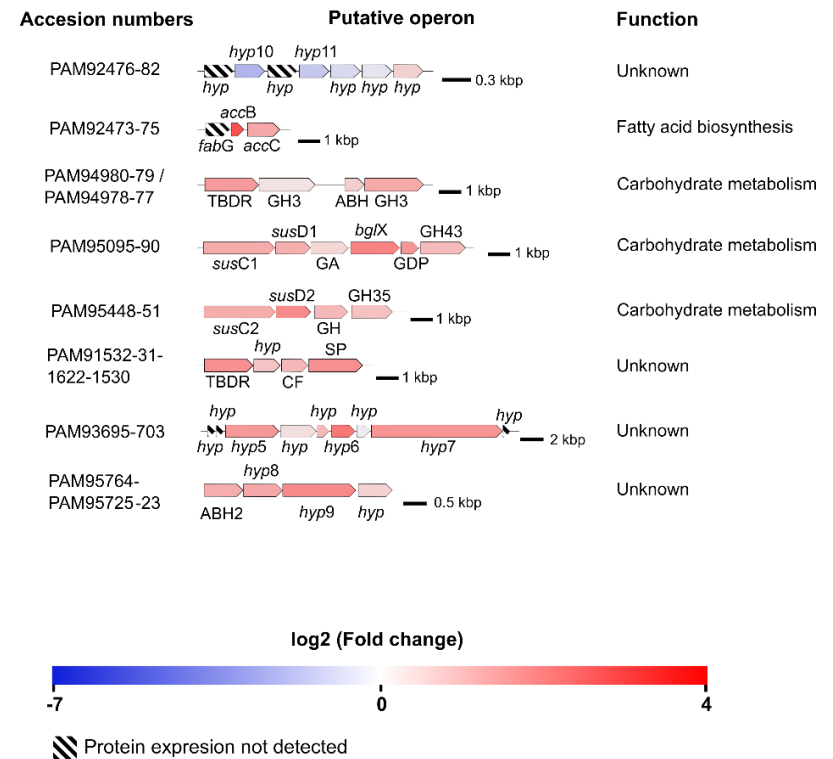 Accesion numbers Putative operon Function
hyp10 hyp11
PAM92476-82 0.3 kbp Unknown
hyp hyp hyp hyp hyp
accB
PAM92473-75 1 kbp Fatty acid biosynthesis
fabG accC
PAM94980-79 /
PAM94978-77 1 kbp Carbohydrate metabolism
TBDR GH3 ABH GH3
susD1 bglX GH43
PAM95095-90 1 kbp Carbohydrate metabolism
susC1 GA GDP
susD2 GH35
PAM95448-51 1 kbp Carbohydrate metabolism
susC2 GH
hyp SP
PAM91532-31-
1622-1530 1 kbp Unknown
TBDR CF
hyp hyp hyp hyp
PAM93695-703 2 kbp Unknown
hyp hyp5 hyp hyp6 hyp7
hyp8
PAM95764-
PAM95725-23 0.5 kbp Unknown
ABH2 hyp9 hyp
log2 (Fold change)
-7 0 4
Protein expresion not detected